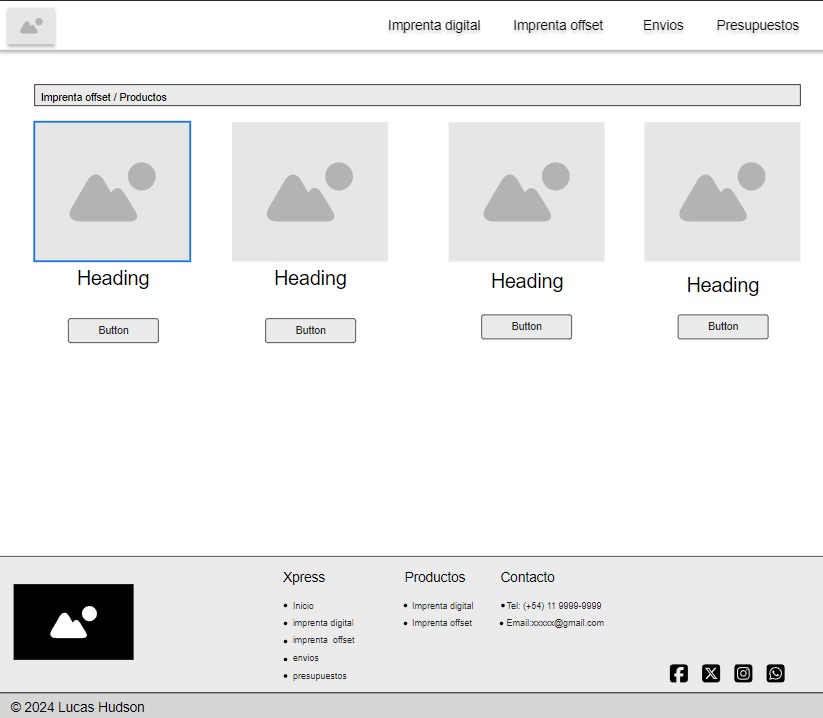 Imprenta digital Imprenta offset Envios Presupuestos
Imprenta offset / Productos
Heading Heading Heading Heading
Button Button Button Button
Xpress Productos Contacto
Inicio Imprenta digital Tel: (+54) 11 9999-9999
imprenta digital Imprenta offset Email:xxxxx@gmail.com
imprenta offset
envios
presupuestos
© 2024 Lucas Hudson